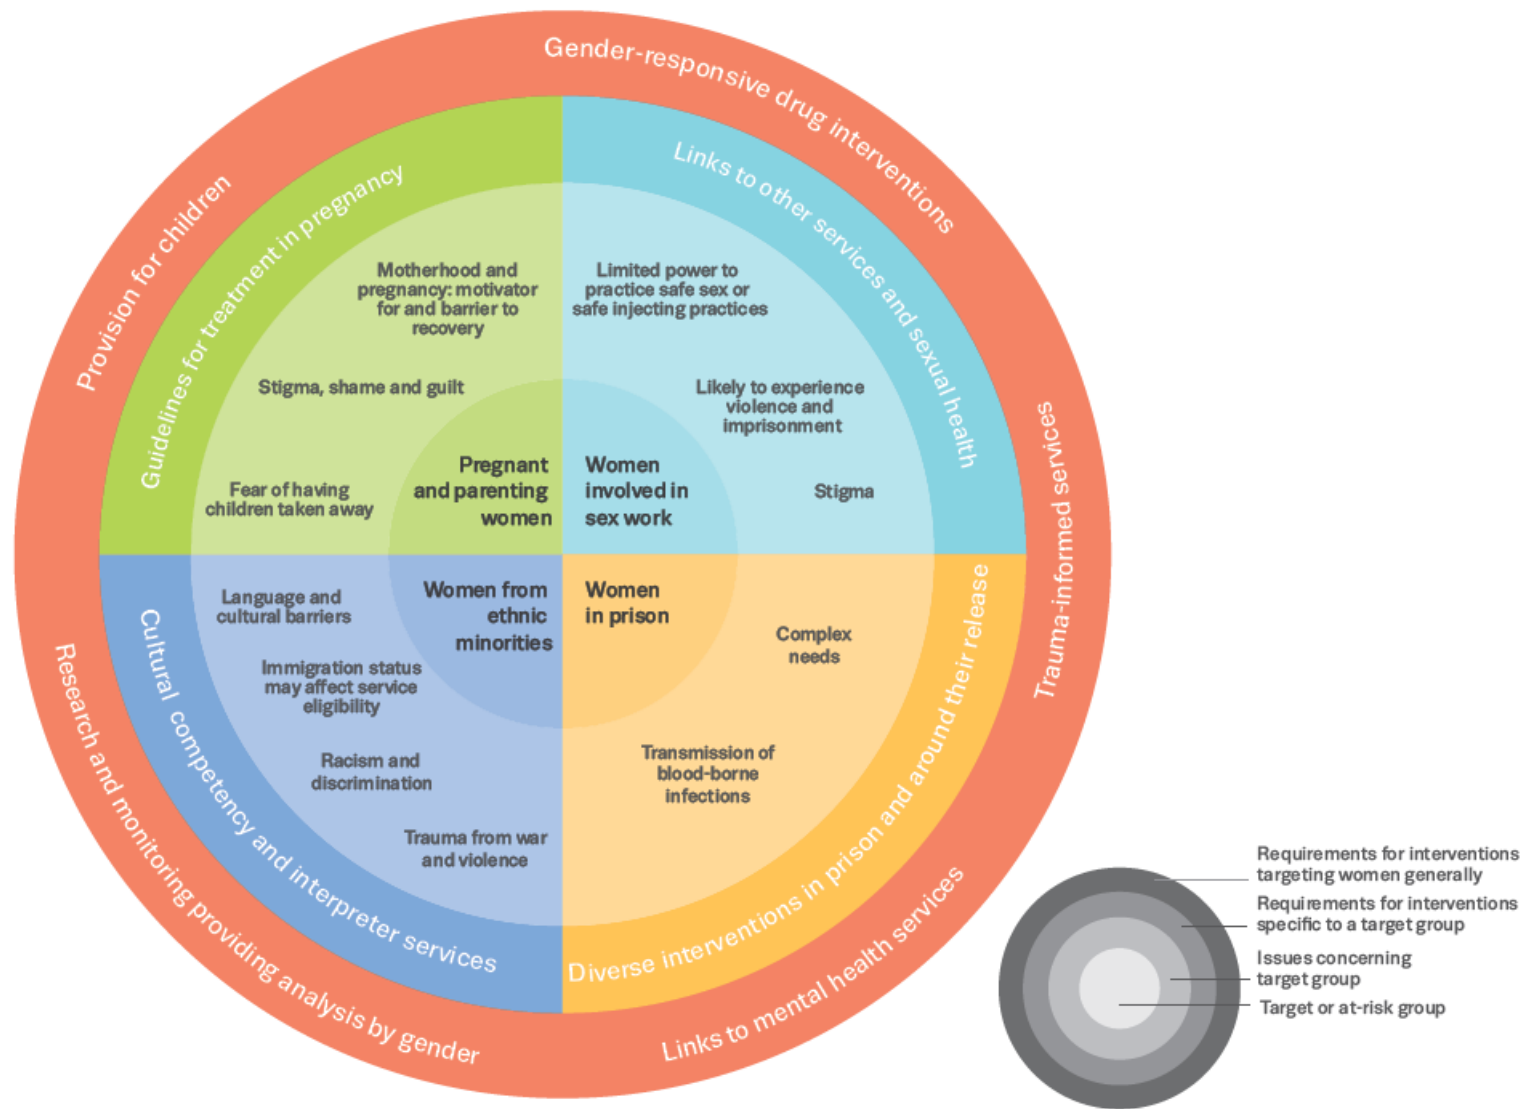 Gender-responsive drug interventions
Trauma-informed services
Links to mental health services
Research and monitoring providing analysis by gender
Provision for children
Guidelines for treatment in pregnancy
Motherhood and
pregnancy: motivator
for and barrier to
recovery
Stigma, shame and guilt
Fear of having
children taken away
Pregnant
and parenting
women
Links to other services and sexual health
Limited power to
practice safe sex or
safe injecting practices
Likely to experience
violence and
imprisonment
Stigma
Women
involved in
sex work
Cultural competency and interpreter services
Language and
cultural barriers
Immigration status
may affect service
eligibility
Racism and
discrimination
Trauma from war
and violence
Women from
ethnic
minorities
Diverse interventions in prison and around their release
Women
in prison
Complex
needs
Transmission of
blood-borne
infections
Requirements for interventions
targeting women generally
Requirements for interventions
specific to a target group
Issues concerning
target group
Target or at-risk group